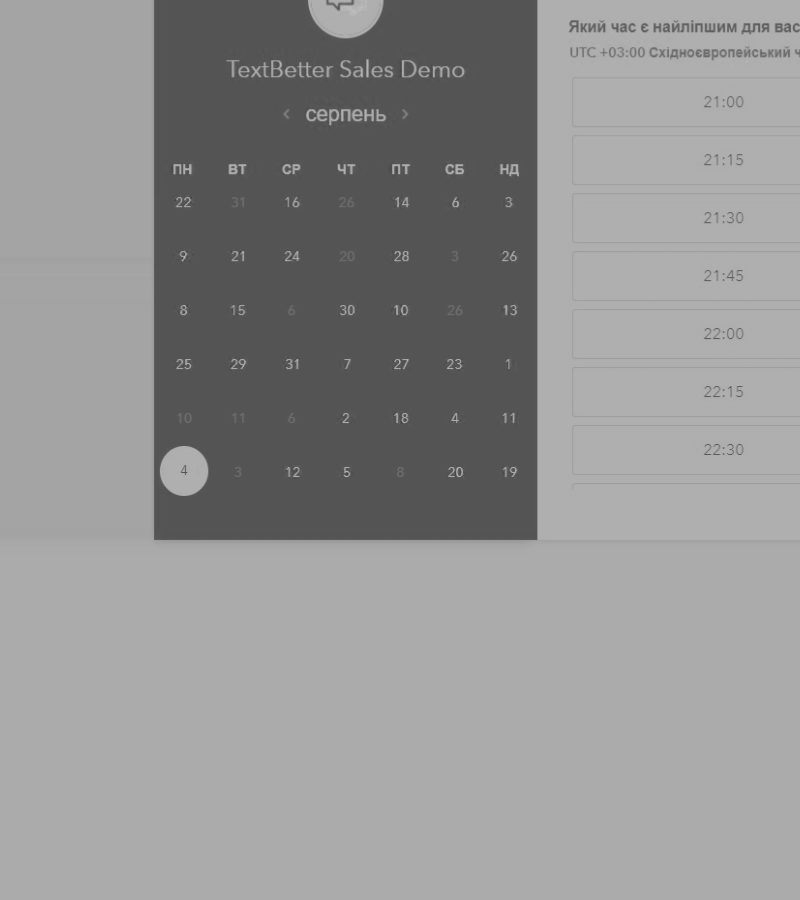 TextBetter Sales Demo
серпень
ПН ВТ СР ЧТ ПТ СБ НД
22 31 16 26 14 6 3
9 21 24 20 28 3 26
8 15 6 30 10 26 13
25 29 31 7 27 23 1
10 11 6 2 18 4 11
4 3 12 5 8 20 19
Який час є найліпшим для вас
UTC +03:00 Східноєвропейський ч
21:00
21:15
21:30
21:45
22:00
22:15
22:30